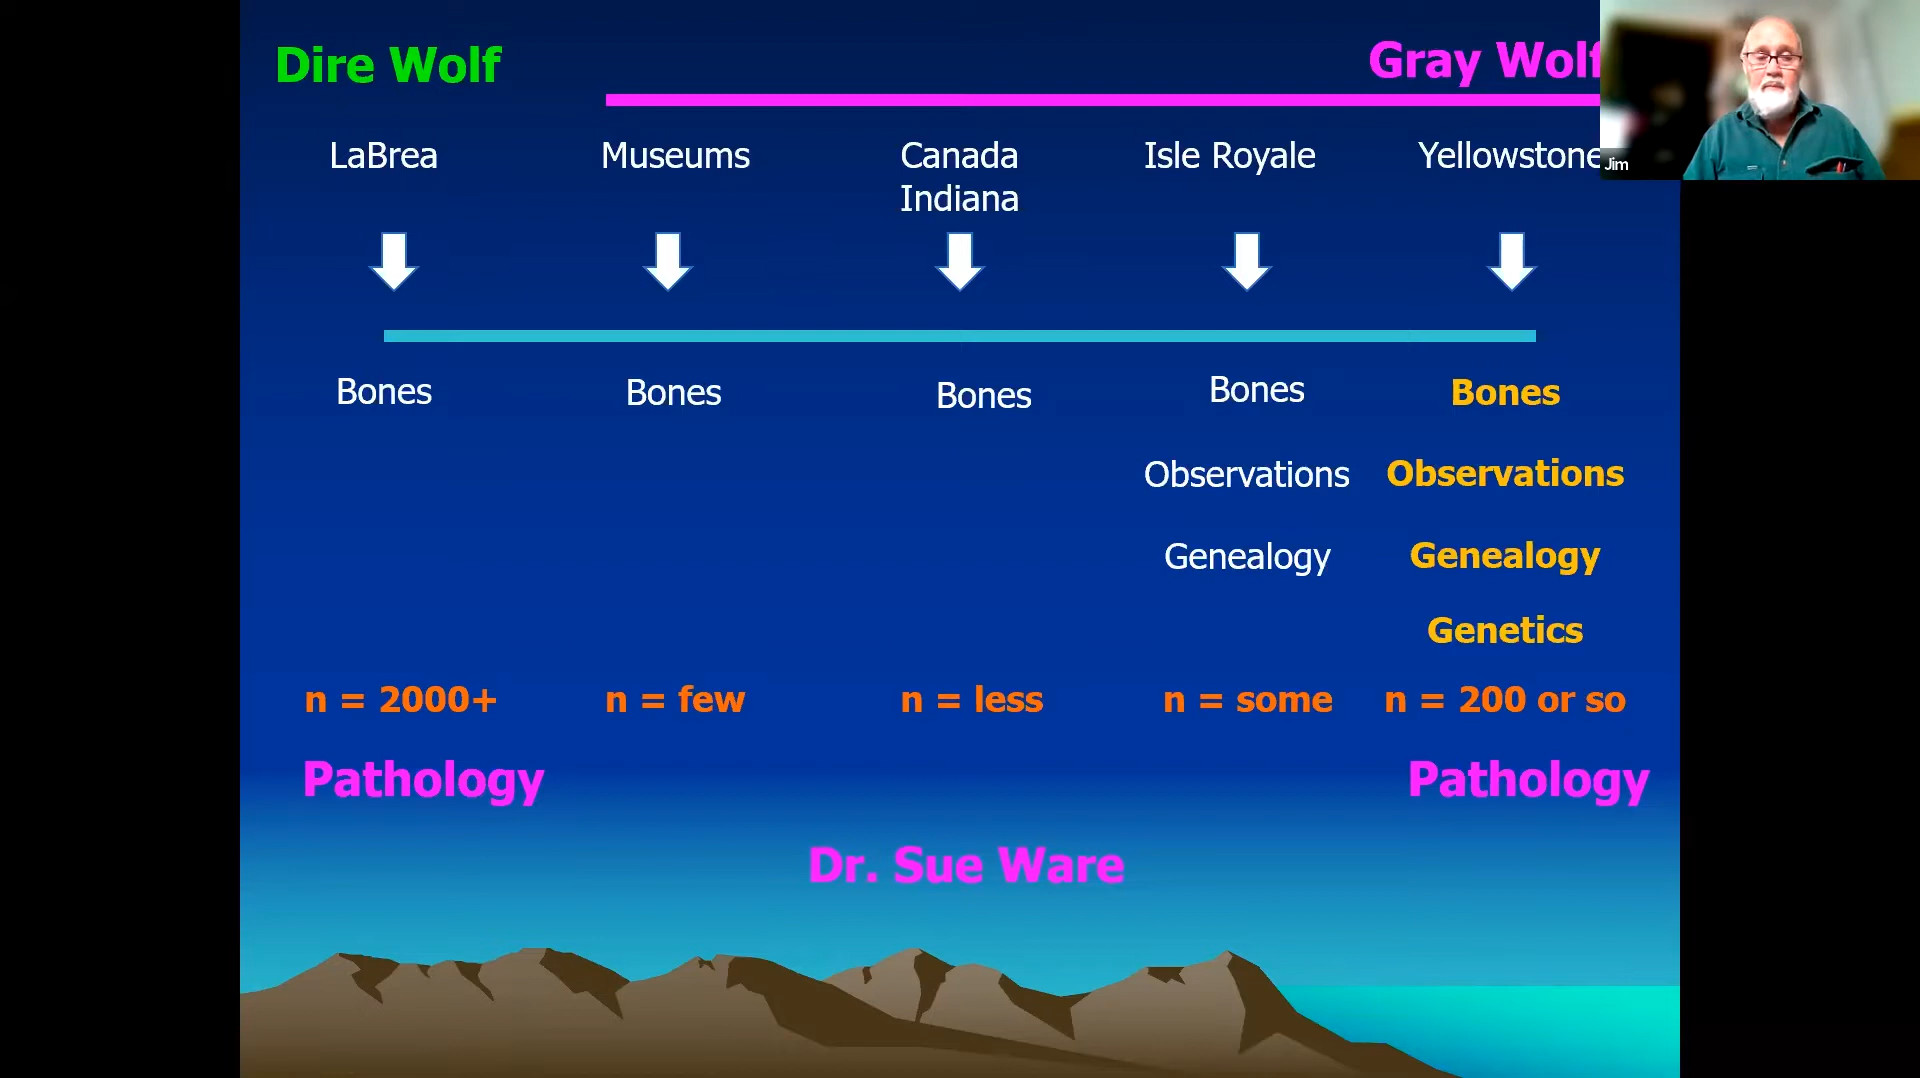 Dire Wolf
Gray Wolf
LaBrea
Museums
Canada
Indiana
Isle Royale
Yellowstone
Jim
Bones
Bones
Bones
Bones
Bones
Observations
Observations
Genealogy
Genealogy
Genetics
n = 2000+
n = few
n = less
n = some
n = 200 or so
Pathology
Pathology
Dr. Sue Ware